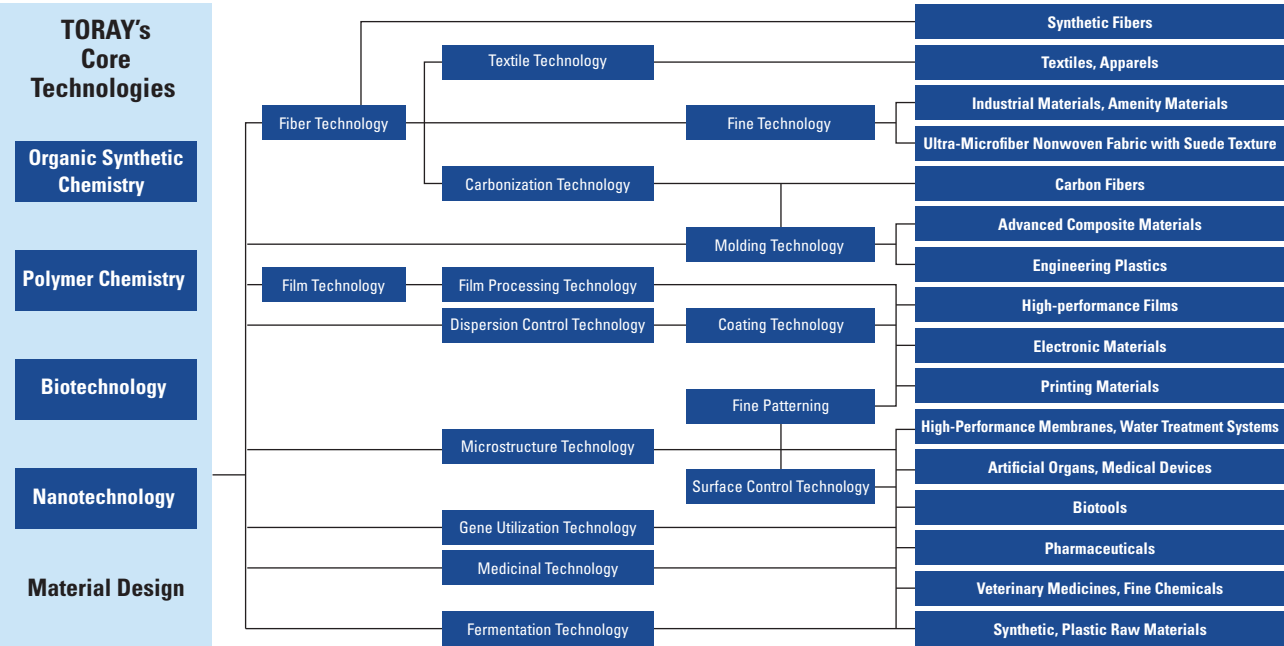 TORAY's
Core
Technologies
Organic Synthetic
Chemistry
Polymer Chemistry
Biotechnology
Nanotechnology
Material Design
Fiber Technology
Film Technology
Textile Technology
Carbonization Technology
Film Processing Technology
Dispersion Control Technology
Microstructure Technology
Gene Utilization Technology
Medicinal Technology
Fermentation Technology
Fine Technology
Molding Technology
Coating Technology
Fine Patterning
Surface Control Technology
Synthetic Fibers
Textiles, Apparels
Industrial Materials, Amenity Materials
Ultra-Microfiber Nonwoven Fabric with Suede Texture
Carbon Fibers
Advanced Composite Materials
Engineering Plastics
High-performance Films
Electronic Materials
Printing Materials
High-Performance Membranes, Water Treatment Systems
Artificial Organs, Medical Devices
Biotools
Pharmaceuticals
Veterinary Medicines, Fine Chemicals
Synthetic, Plastic Raw Materials